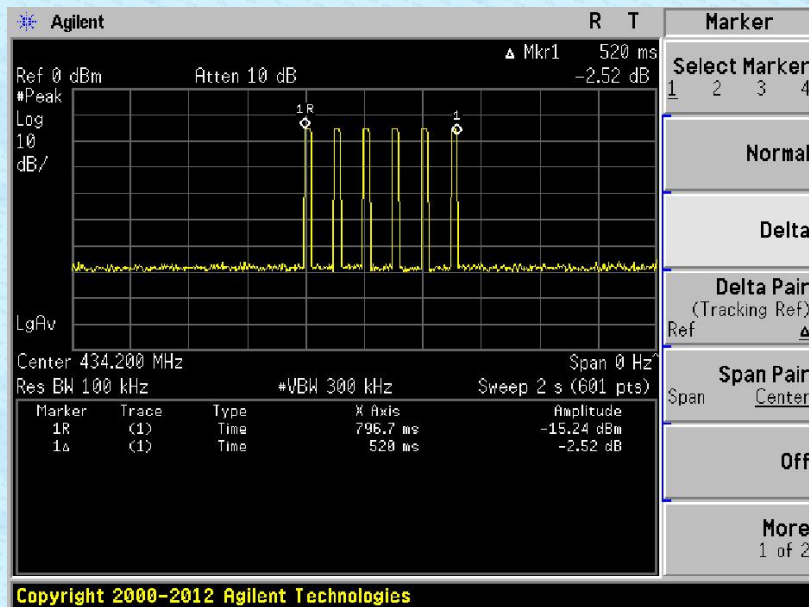 Agilent R T Marker
Δ Mkr1 520 ms
Ref 0 dBm Atten 10 dB -2.52 dB
#Peak
Log
10
dB/
1R
1
LgAv
Center 434.200 MHz Span 0 Hz^
Res BW 100 kHz #VBW 300 kHz Sweep 2 s (601 pts)
Marker Trace Type X Axis Amplitude
1R (1) Time 796.7 ms -15.24 dBm
1Δ (1) Time 520 ms -2.52 dB
Select Marker
1 2 3 4
Normal
Delta
Delta Pair
(Tracking Ref)
Ref Δ
Span Pair
Span Center
Off
More
1 of 2
Copyright 2000-2012 Agilent Technologies